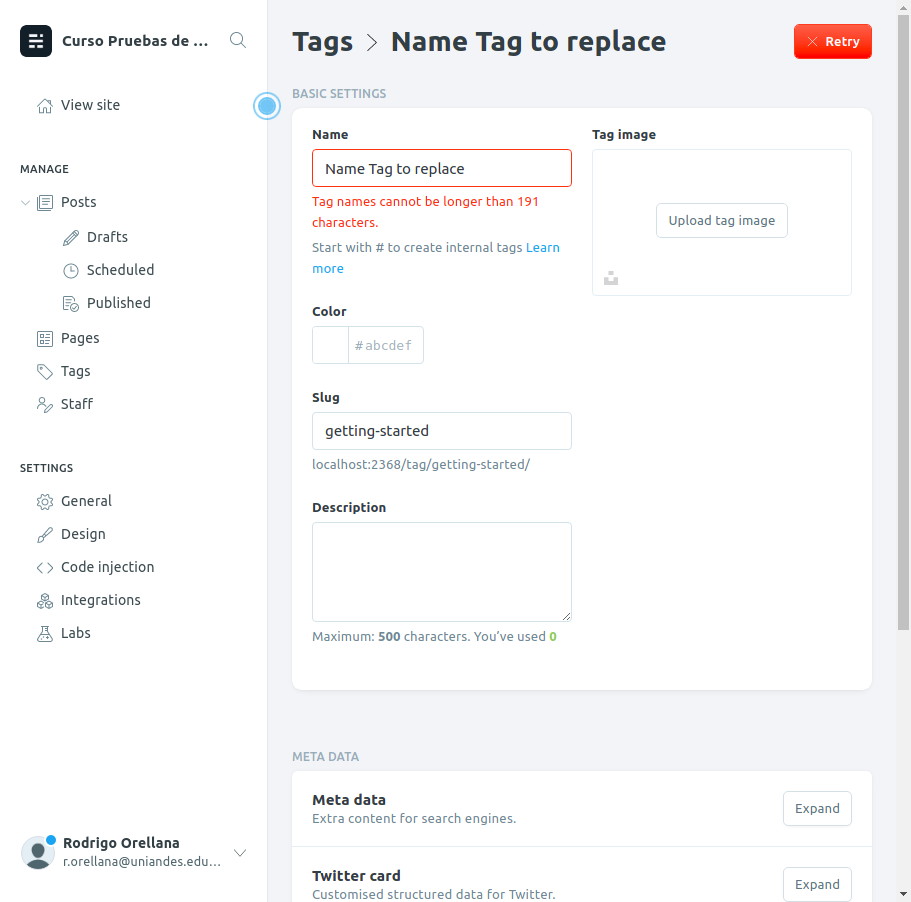 Curso Pruebas de ...
View site
MANAGE
Posts
Drafts
Scheduled
Published
Pages
Tags
Staff
SETTINGS
General
Design
Code injection
Integrations
Labs
Rodrigo Orellana
r.orellana@uniandes.edu...
Tags > Name Tag to replace
Retry
BASIC SETTINGS
Name
Name Tag to replace
Tag names cannot be longer than 191
characters.
Start with # to create internal tags Learn
more
Tag image
Upload tag image
Color
#abcdef
Slug
getting-started
localhost:2368/tag/getting-started/
Description
Maximum: 500 characters. You’ve used 0
META DATA
Meta data
Extra content for search engines.
Expand
Twitter card
Customised structured data for Twitter.
Expand